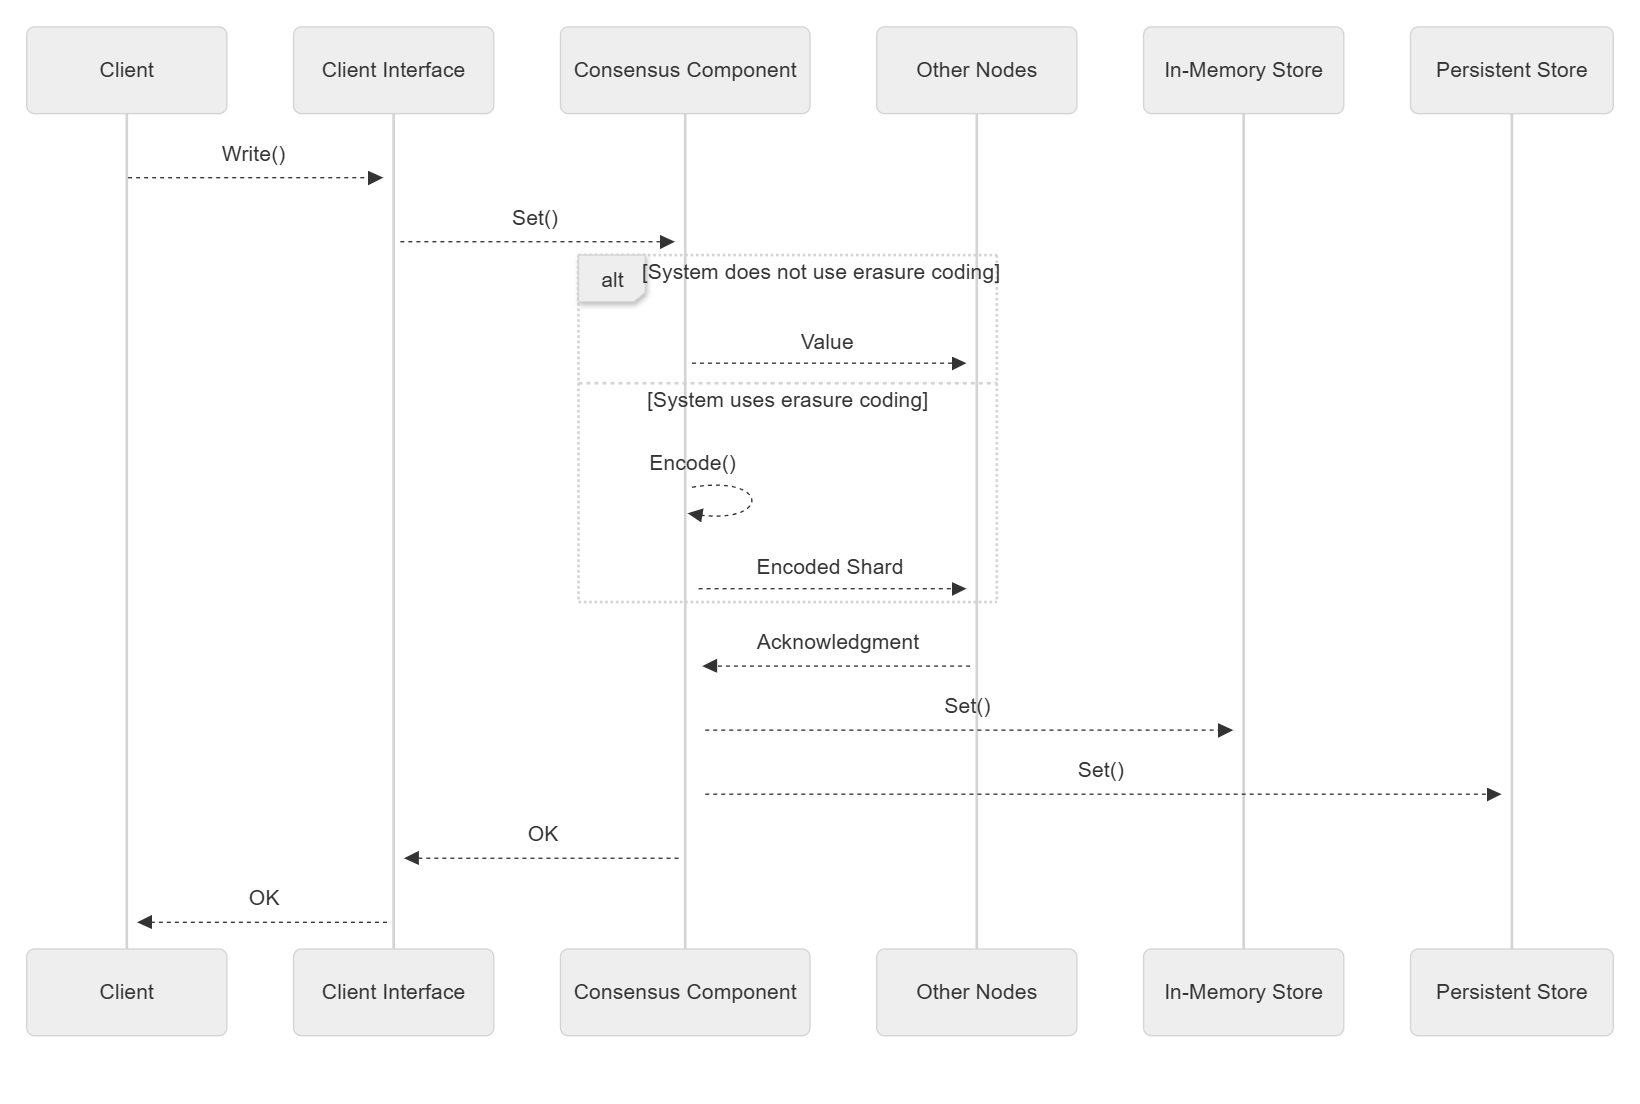 Client
Client Interface
Consensus Component
Other Nodes
In-Memory Store
Persistent Store
Write()
Set()
alt
[System does not use erasure coding]
Value
[System uses erasure coding]
Encode()
Encoded Shard
Acknowledgment
Set()
Set()
OK
OK
Client
Client Interface
Consensus Component
Other Nodes
In-Memory Store
Persistent Store